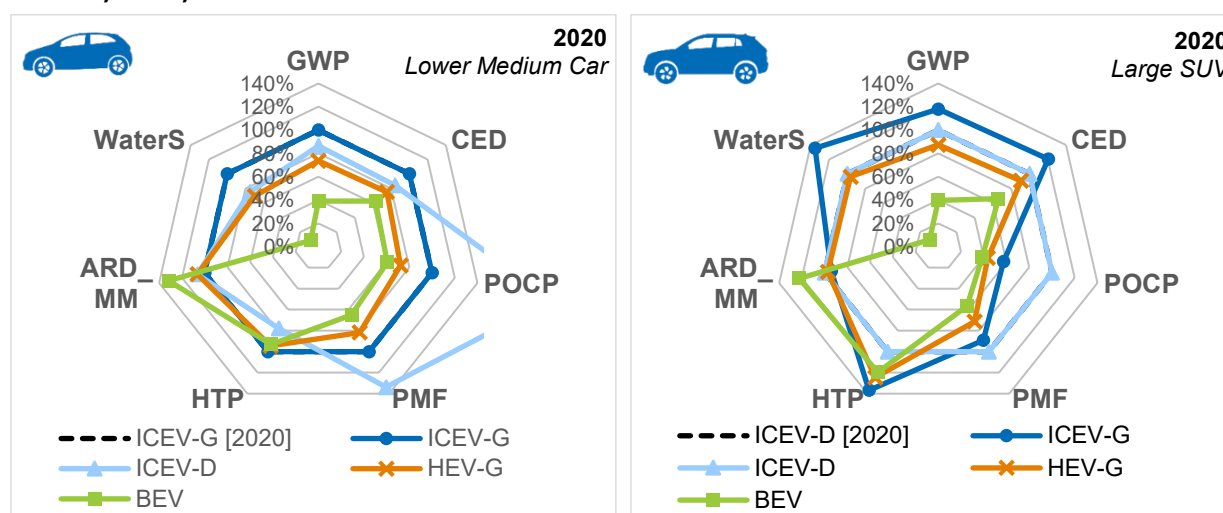 2020
Lower Medium Car
GWP
140%
120%
100%
80%
60%
40%
20%
0%
CED
POCP
PMF
HTP
ARD_
MM
WaterS
ICEV-G [2020]
ICEV-G
ICEV-D
HEV-G
BEV
2020
Large SUV
GWP
140%
120%
100%
80%
60%
40%
20%
0%
CED
POCP
PMF
HTP
ARD_
MM
WaterS
ICEV-D [2020]
ICEV-G
ICEV-D
HEV-G
BEV